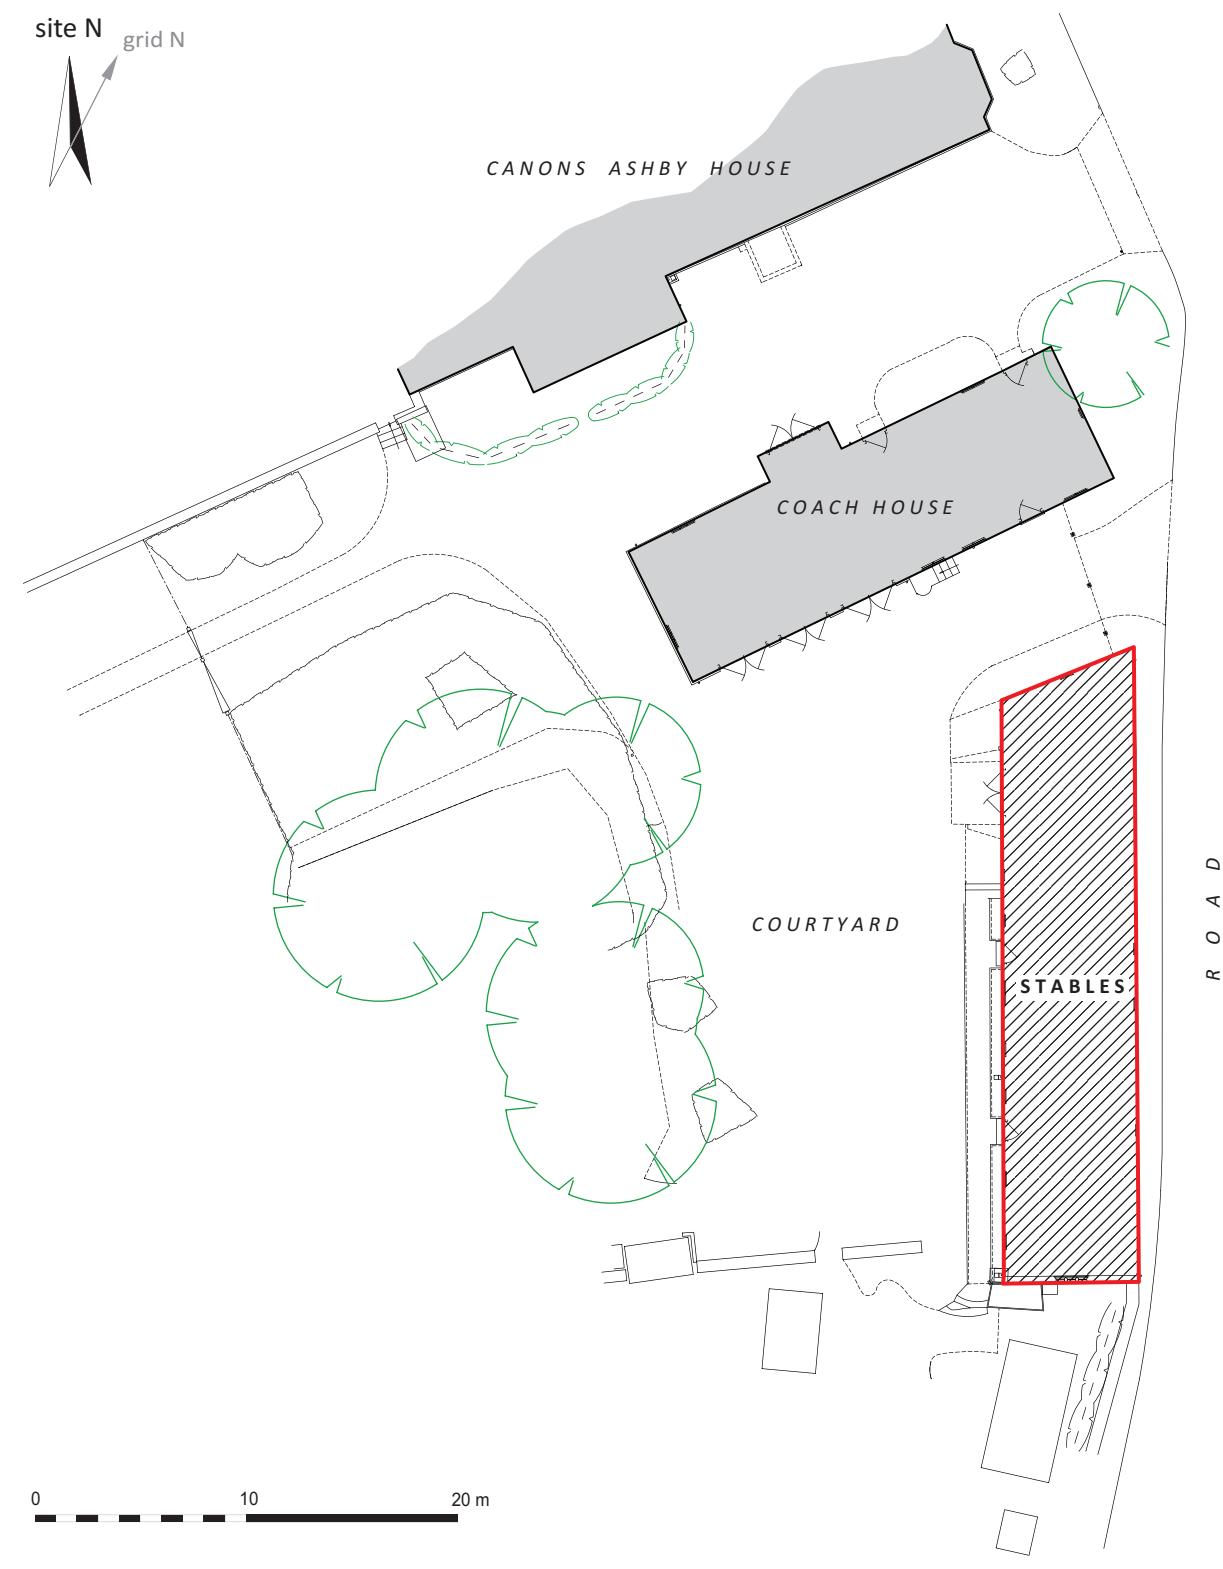 site N
grid N
CANONS ASHBY HOUSE
COACH HOUSE
COURTYARD
ROAD
STABLES
0 10 20 m